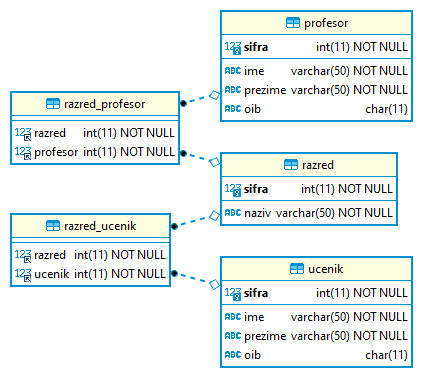 profesor
123 sifra int(11) NOT NULL
ABC ime varchar(50) NOT NULL
ABC prezime varchar(50) NOT NULL
ABC oib char(11)
razred_profesor
123 razred int(11) NOT NULL
123 profesor int(11) NOT NULL
razred
123 sifra int(11) NOT NULL
ABC naziv varchar(50) NOT NULL
razred_ucenik
123 razred int(11) NOT NULL
123 ucenik int(11) NOT NULL
ucenik
123 sifra int(11) NOT NULL
ABC ime varchar(50) NOT NULL
ABC prezime varchar(50) NOT NULL
ABC oib char(11)